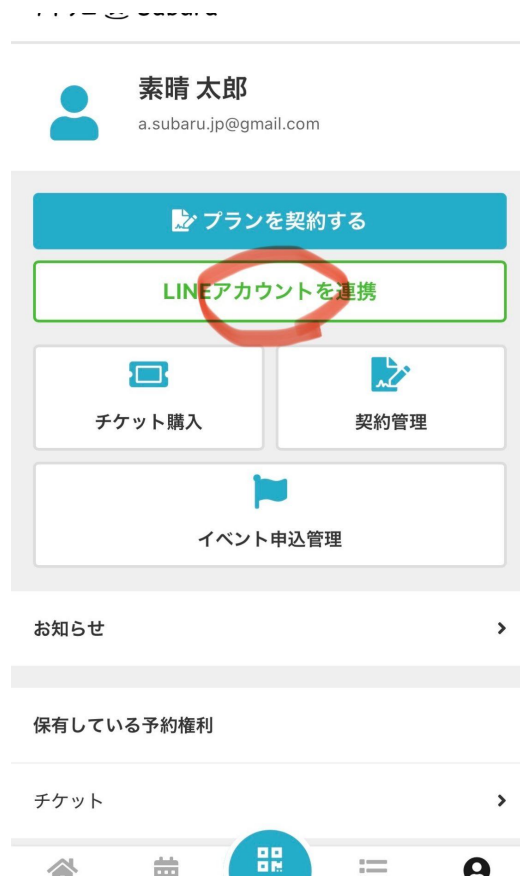 Subaru
素晴 太郎
a.subaru.jp@gmail.com
プランを契約する
LINEアカウントを連携
チケット購入
契約管理
イベント申込管理
お知らせ
保有している予約権利
チケット